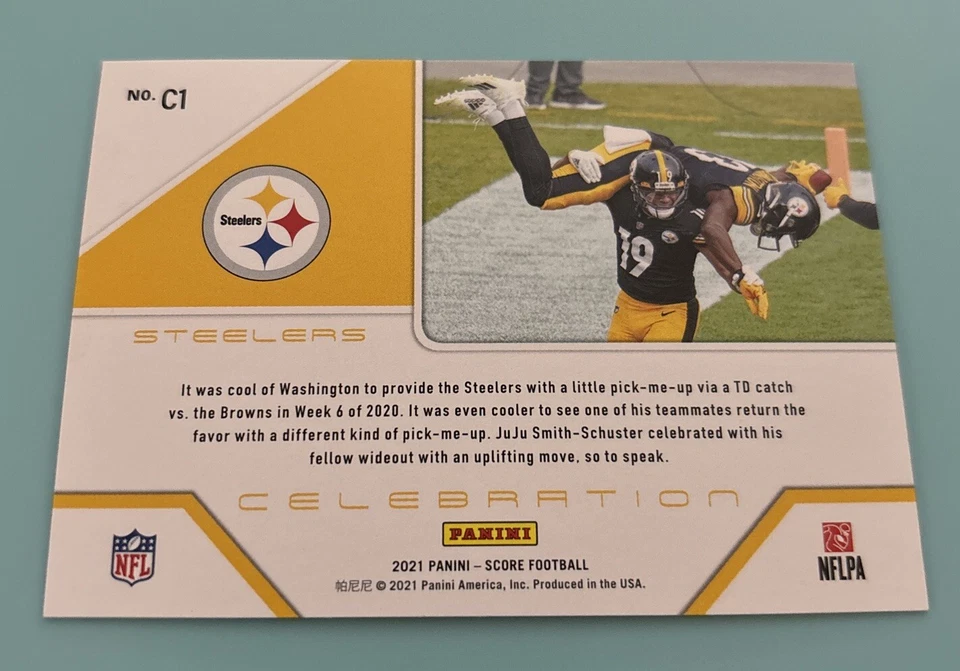 NO. C1
Steelers
19
STEELERS
It was cool of Washington to provide the Steelers with a little pick-me-up via a TD catch
vs. the Browns in Week 6 of 2020. It was even cooler to see one of his teammates return the
favor with a different kind of pick-me-up. JuJu Smith-Schuster celebrated with his
fellow wideout with an uplifting move, so to speak.
CELEBRATION
PANINI
NFL
NFLPA
2021 PANINI – SCORE FOOTBALL
帕尼尼 © 2021 Panini America, Inc. Produced in the USA.